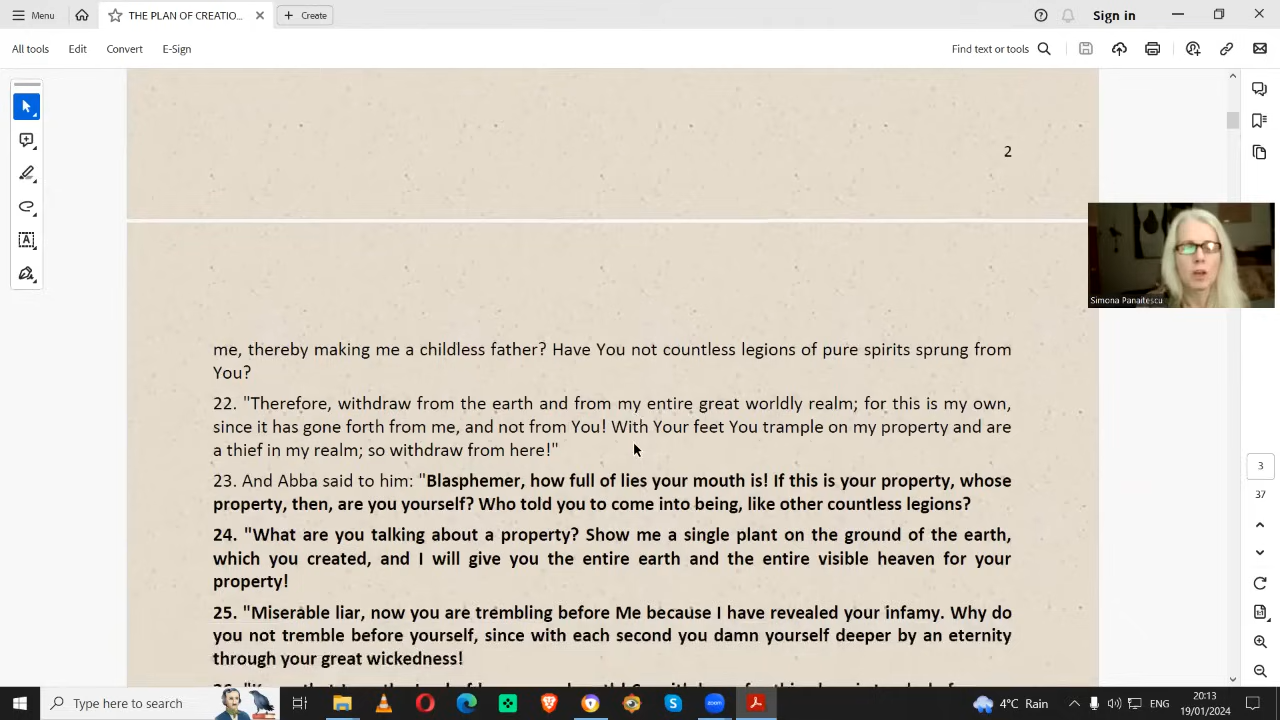 Menu
THE PLAN OF CREATIO...
Create
Sign in
All tools
Edit
Convert
E-Sign
Find text or tools
2
Simona Panaitescu
me, thereby making me a childless father? Have You not countless legions of pure spirits sprung from
You?
22. "Therefore, withdraw from the earth and from my entire great worldly realm; for this is my own,
since it has gone forth from me, and not from You! With Your feet You trample on my property and are
a thief in my realm; so withdraw from here!"
23. And Abba said to him: "Blasphemer, how full of lies your mouth is! If this is your property, whose
property, then, are you yourself? Who told you to come into being, like other countless legions?
24. "What are you talking about a property? Show me a single plant on the ground of the earth,
which you created, and I will give you the entire earth and the entire visible heaven for your
property!
25. "Miserable liar, now you are trembling before Me because I have revealed your infamy. Why do
you not tremble before yourself, since with each second you damn yourself deeper by an eternity
through your great wickedness!
3
37
Type here to search
4°C Rain
ENG
20:13
19/01/2024